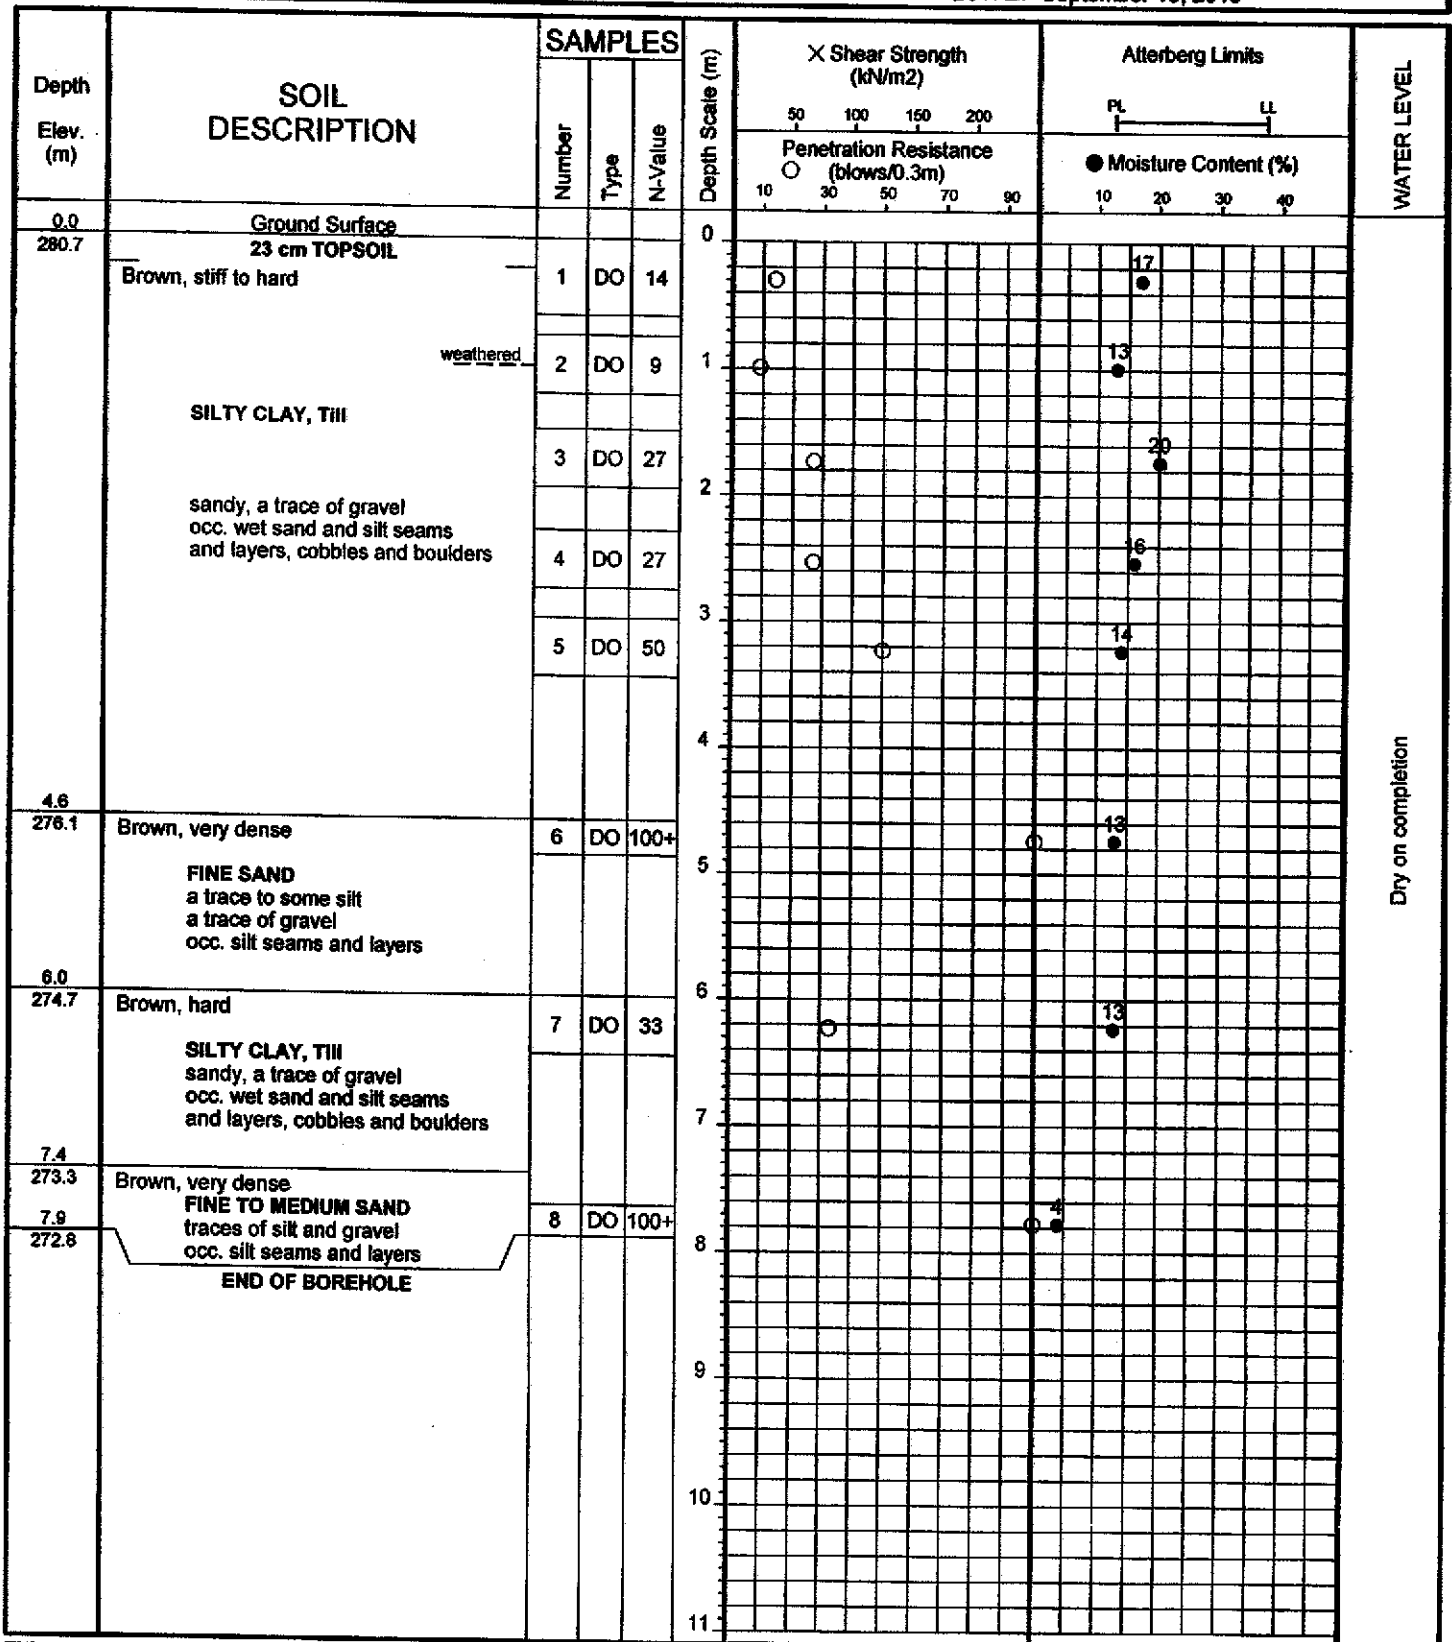 Depth
Elev.
(m)
SOIL
DESCRIPTION
SAMPLES
Number
Type
N-Value
Depth Scale (m)
X Shear Strength
(kN/m2)
50 100 150 200
Penetration Resistance
O (blows/0.3m)
10 30 50 70 90
Atterberg Limits
PL LL
● Moisture Content (%)
10 20 30 40
WATER LEVEL
0.0 Ground Surface
280.7 23 cm TOPSOIL
0
Brown, stiff to hard
1 DO 14
17
weathered
2 DO 9
1
13
SILTY CLAY, Till
3 DO 27
20
2
sandy, a trace of gravel
occ. wet sand and silt seams
and layers, cobbles and boulders
4 DO 27
16
3
5 DO 50
14
4
Dry on completion
4.6
276.1
Brown, very dense
6 DO 100+
13
5
FINE SAND
a trace to some silt
a trace of gravel
occ. silt seams and layers
6.0
274.7
6
Brown, hard
7 DO 33
13
SILTY CLAY, Till
sandy, a trace of gravel
occ. wet sand and silt seams
and layers, cobbles and boulders
7
7.4
273.3
Brown, very dense
FINE TO MEDIUM SAND
7.9
272.8
traces of silt and gravel
occ. silt seams and layers
8 DO 100+
4
8
END OF BOREHOLE
9
10
11